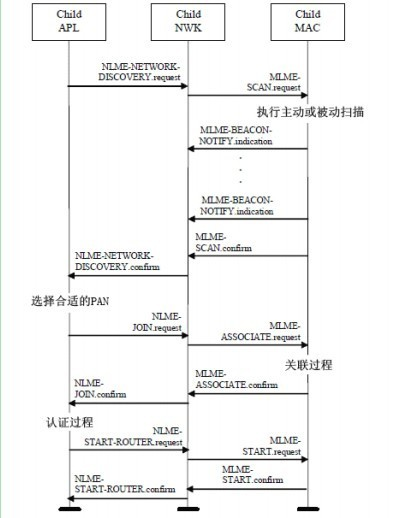 Child
APL
Child
NWK
Child
MAC
NLME-NETWORK-
DISCOVERY.request
MLME-
SCAN.request
执行主动或被动扫描
MLME-BEACON-
NOTIFY.indication
MLME-BEACON-
NOTIFY.indication
MLME-
SCAN.confirm
NLME-NETWORK-
DISCOVERY.confirm
选择合适的PAN
NLME-
JOIN.request
MLME-
ASSOCIATE.request
关联过程
MLME-
ASSOCIATE.confirm
NLME-
JOIN.confirm
认证过程
NLME-
START-ROUTER.request
MLME-
START.request
MLME-
START.confirm
NLME-
START-ROUTER.confirm